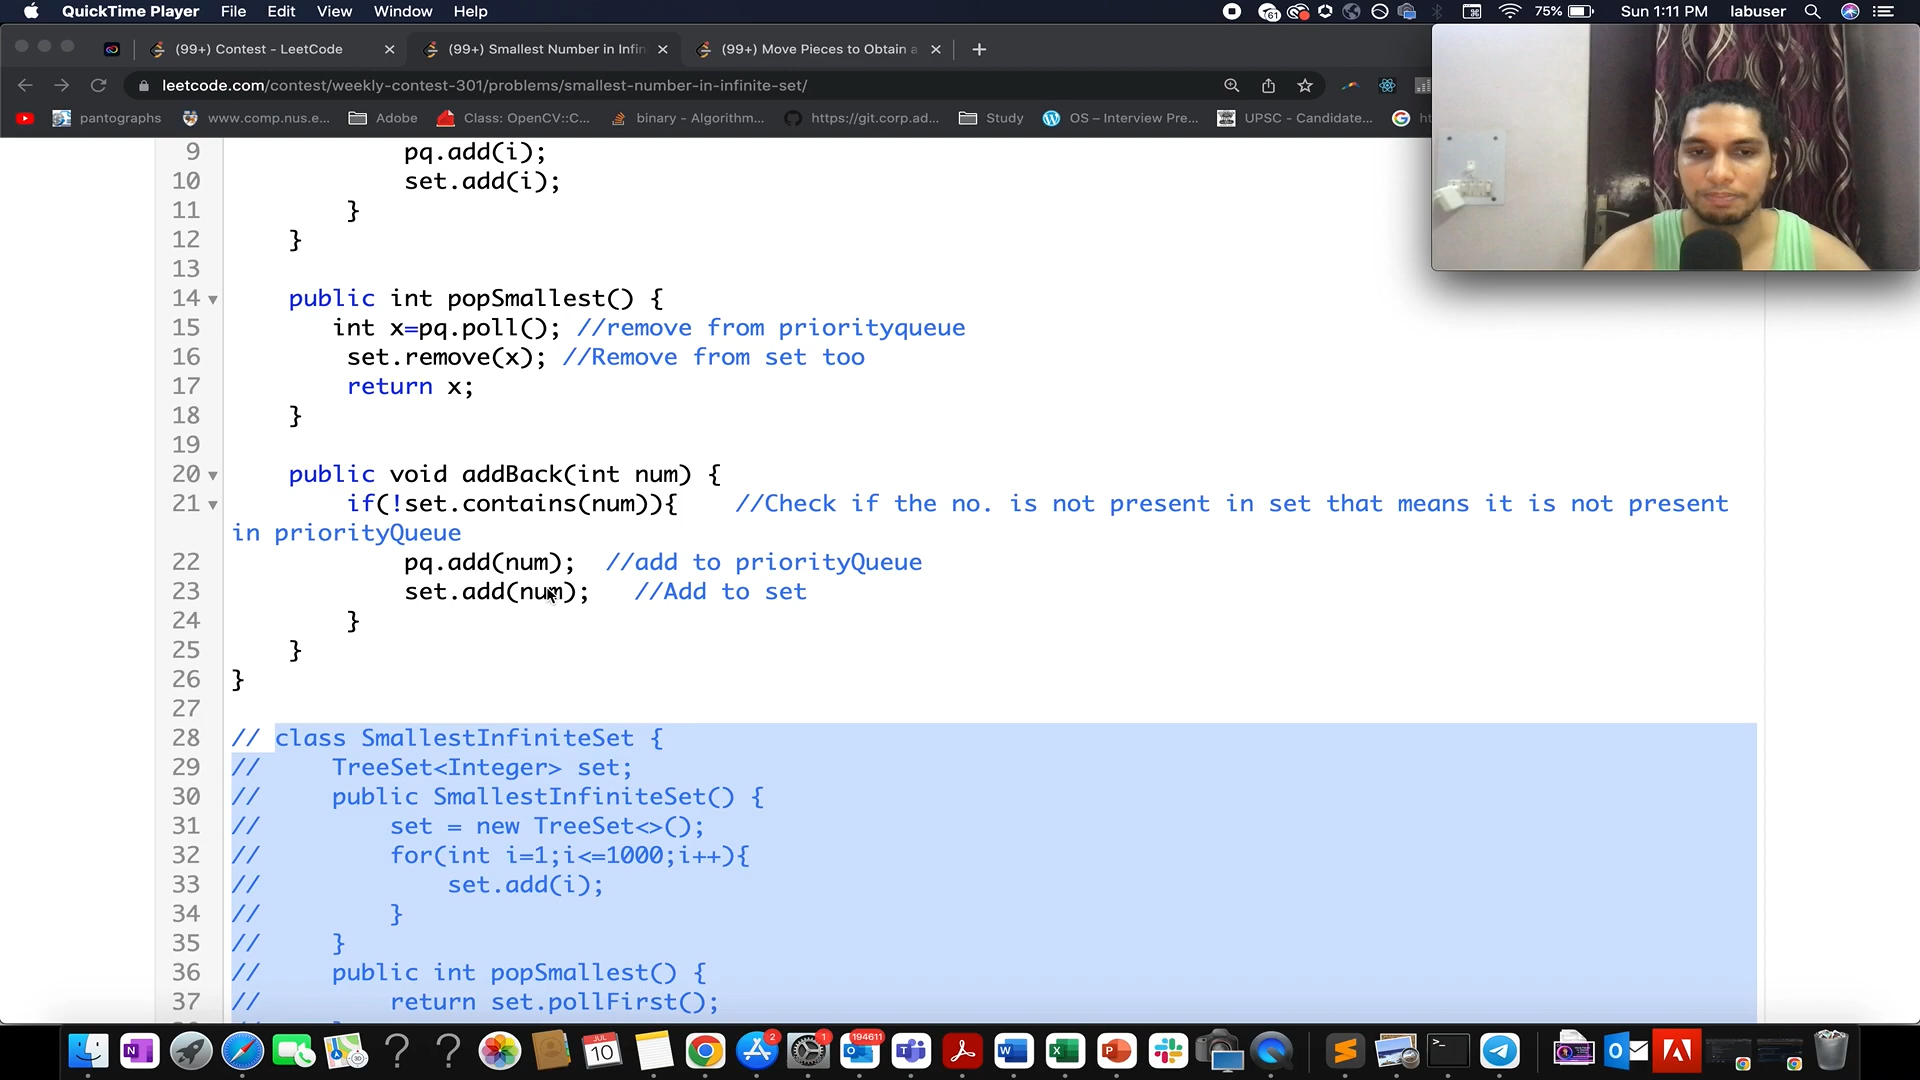 QuickTime Player File Edit View Window Help 61 75% Sun 1:11 PM labuser
(99+) Contest - LeetCode (99+) Smallest Number in Infin (99+) Move Pieces to Obtain a
leetcode.com/contest/weekly-contest-301/problems/smallest-number-in-infinite-set/
pantographs www.comp.nus.e... Adobe Class: OpenCV::C... binary - Algorithm... https://git.corp.ad... Study OS – Interview Pre... UPSC - Candidate...
9 pq.add(i);
10 set.add(i);
11 }
12 }
13
14 public int popSmallest() {
15 int x=pq.poll(); //remove from priorityqueue
16 set.remove(x); //Remove from set too
17 return x;
18 }
19
20 public void addBack(int num) {
21 if(!set.contains(num)){ //Check if the no. is not present in set that means it is not present
in priorityQueue
22 pq.add(num); //add to priorityQueue
23 set.add(num); //Add to set
24 }
25 }
26 }
27
28 // class SmallestInfiniteSet {
29 // TreeSet<Integer> set;
30 // public SmallestInfiniteSet() {
31 // set = new TreeSet<>();
32 // for(int i=1;i<=1000;i++){
33 // set.add(i);
34 // }
35 // }
36 // public int popSmallest() {
37 // return set.pollFirst();
JUL 10 2 1 194611